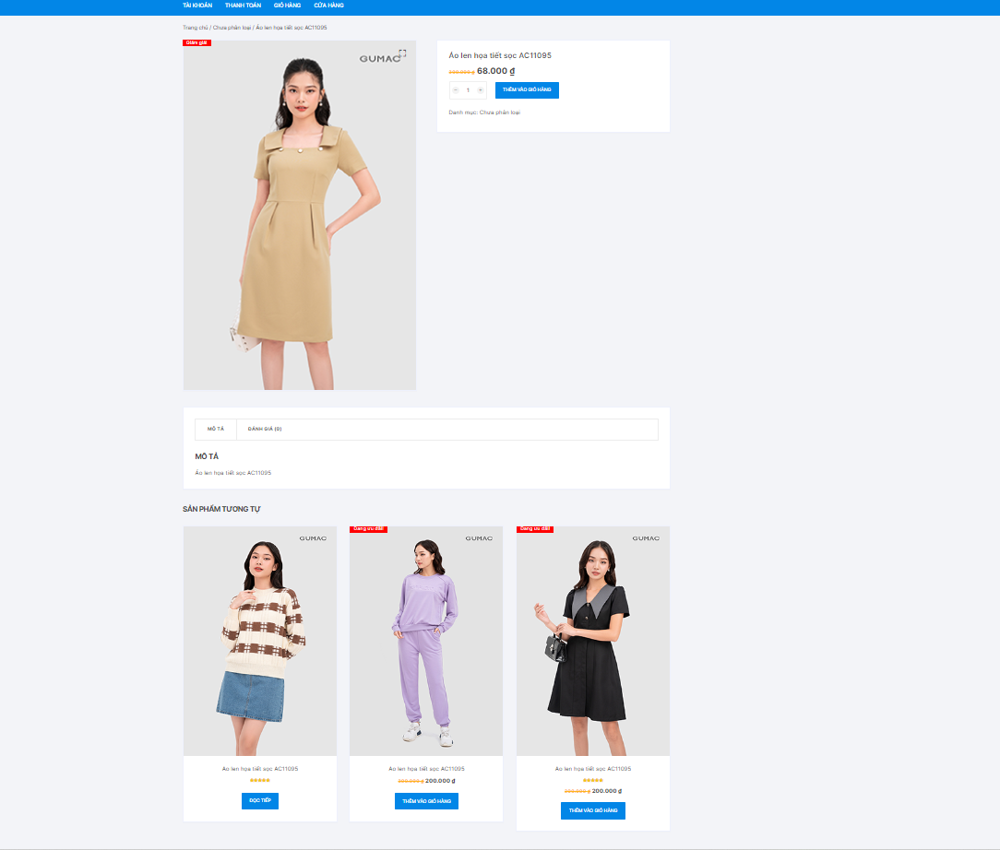 TÀI KHOẢN THANH TOÁN GIỎ HÀNG CỬA HÀNG
Trang chủ / Chưa phân loại / Áo len họa tiết sọc AC11095
Giảm giá!
GUMAC
Áo len họa tiết sọc AC11095
68.000 ₫
1
THÊM VÀO GIỎ HÀNG
Danh mục: Chưa phân loại
MÔ TẢ
ĐÁNH GIÁ (0)
MÔ TẢ
Áo len họa tiết sọc AC11095
SẢN PHẨM TƯƠNG TỰ
GUMAC
Áo len họa tiết sọc AC11095
ĐỌC TIẾP
Đang ưu đãi!
GUMAC
Áo len họa tiết sọc AC11095
300.000 ₫ 200.000 ₫
THÊM VÀO GIỎ HÀNG
Đang ưu đãi!
GUMAC
Áo len họa tiết sọc AC11095
200.000 ₫
THÊM VÀO GIỎ HÀNG